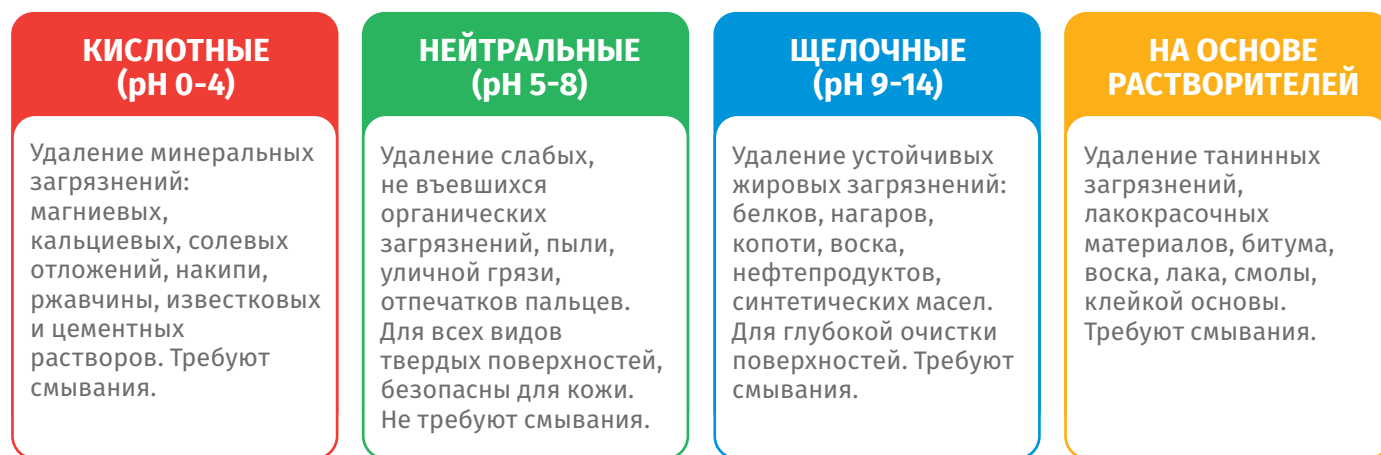 КИСЛОТНЫЕ
(pH 0-4)
Удаление минеральных
загрязнений:
магниевых,
кальциевых, солевых
отложений, накипи,
ржавчины, известковых
и цементных
растворов. Требуют
смывания.
НЕЙТРАЛЬНЫЕ
(pH 5-8)
Удаление слабых,
не въевшихся
органических
загрязнений, пыли,
уличной грязи,
отпечатков пальцев.
Для всех видов
твердых поверхностей,
безопасны для кожи.
Не требуют смывания.
ЩЕЛОЧНЫЕ
(pH 9-14)
Удаление устойчивых
жировых загрязнений:
белков, нагаров,
копоти, воска,
нефтепродуктов,
синтетических масел.
Для глубокой очистки
поверхностей. Требуют
смывания.
НА ОСНОВЕ
РАСТВОРИТЕЛЕЙ
Удаление танинных
загрязнений,
лакокрасочных
материалов, битума,
воска, лака, смолы,
клейкой основы.
Требуют смывания.